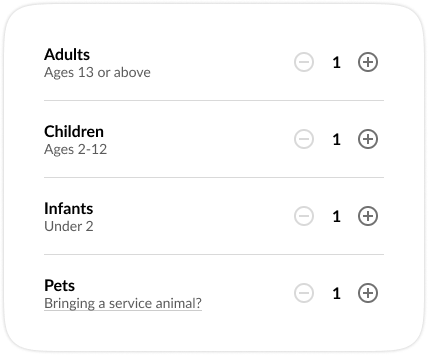 Adults
Ages 13 or above
1
Children
Ages 2-12
1
Infants
Under 2
1
Pets
Bringing a service animal?
1